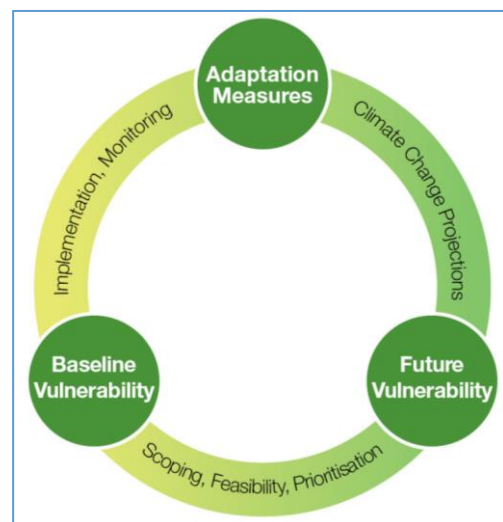 Adaptation
Measures
Climate Change Projections
Future
Vulnerability
Scoping, Feasibility, Prioritisation
Baseline
Vulnerability
Implementation, Monitoring